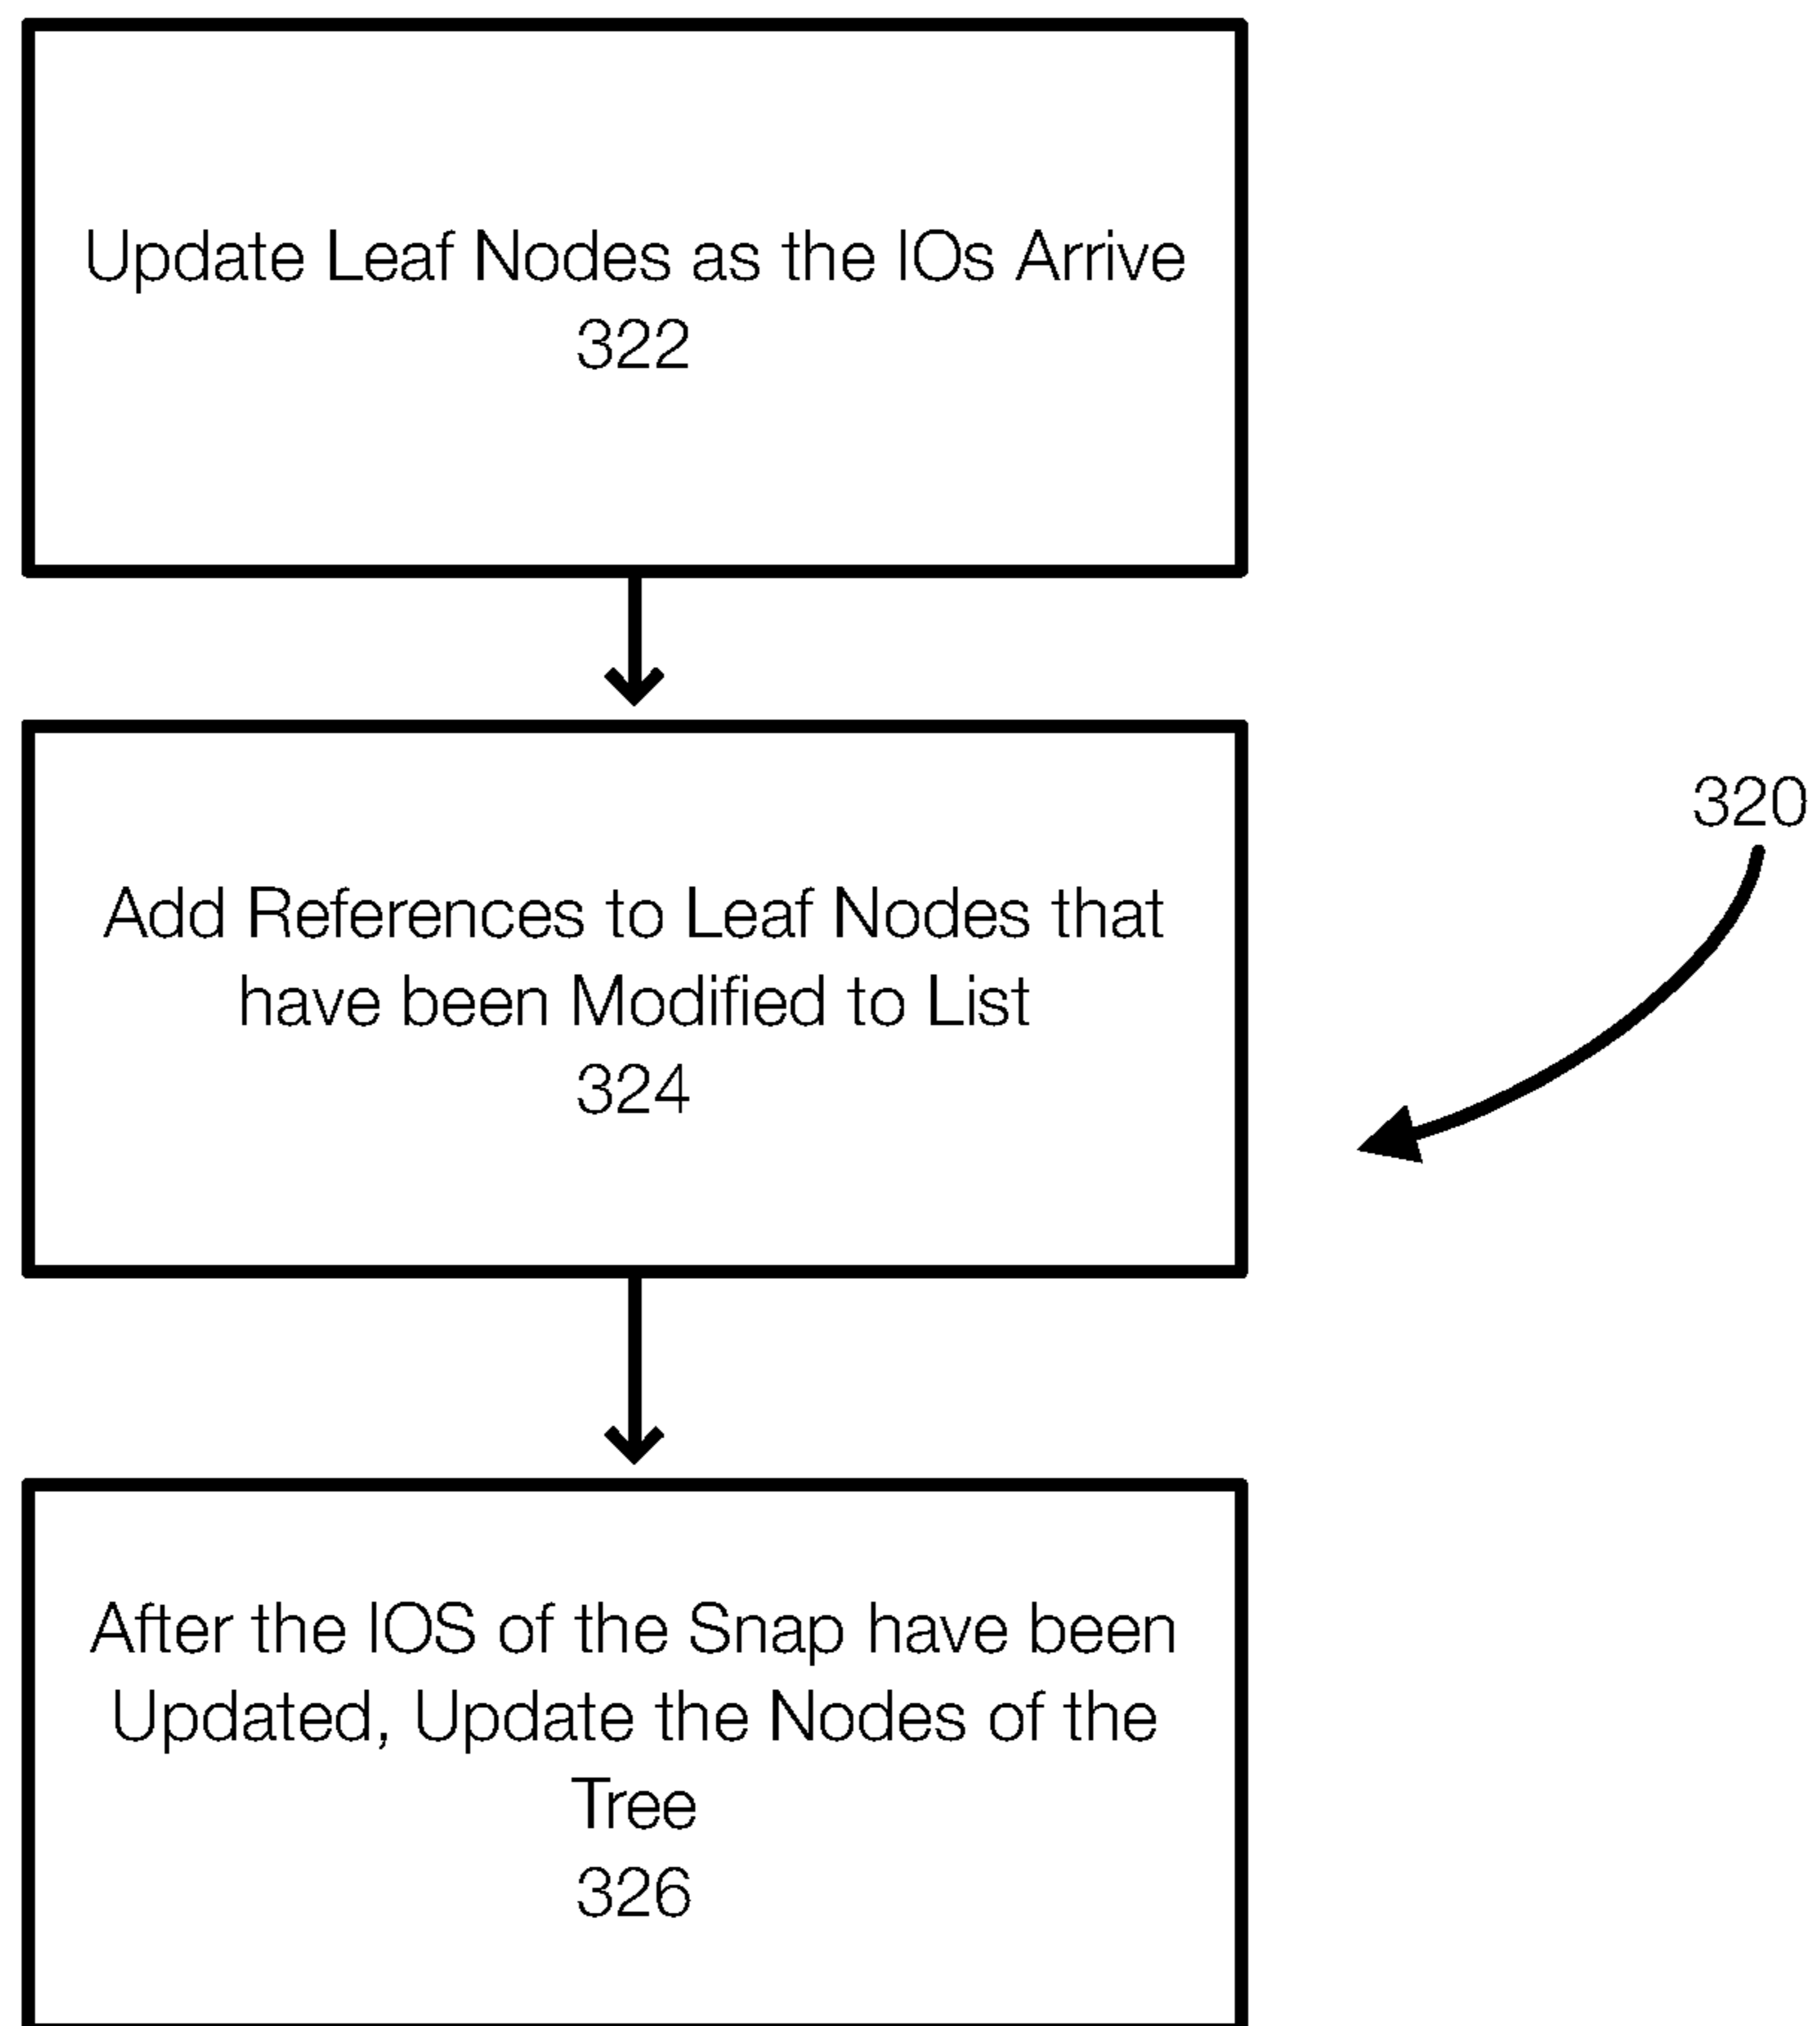 Update Leaf Nodes as the IOs Arrive
322
Add References to Leaf Nodes that
have been Modified to List
324
320
After the IOS of the Snap have been
Updated, Update the Nodes of the
Tree
326